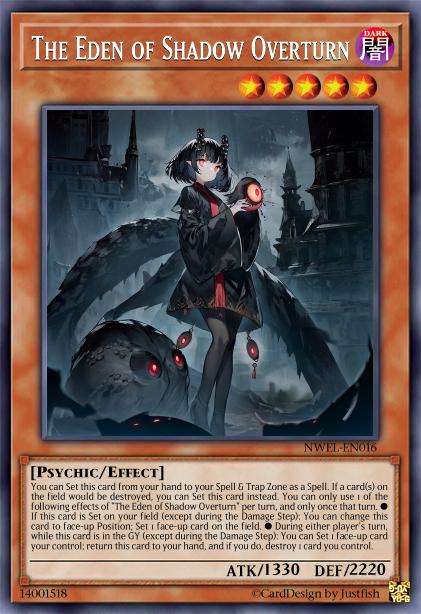 THE EDEN OF SHADOW OVERTURN
DARK
闇
NWEL-EN016
[PSYCHIC/EFFECT]
You can Set this card from your hand to your Spell & Trap Zone as a Spell. If a card(s) on
the field would be destroyed, you can Set this card instead. You can only use 1 of the
following effects of "The Eden of Shadow Overturn" per turn, and only once that turn. ●
If this card is Set on your field (except during the Damage Step): You can change this
card to face-up Position; Set 1 face-up card on the field. ● During either player's turn,
while this card is in the GY (except during the Damage Step): You can Set 1 face-up card
your control; return this card to your hand, and if you do, destroy 1 card you control.
ATK/1330 DEF/2220
14001518
©CardDesign by Justfish